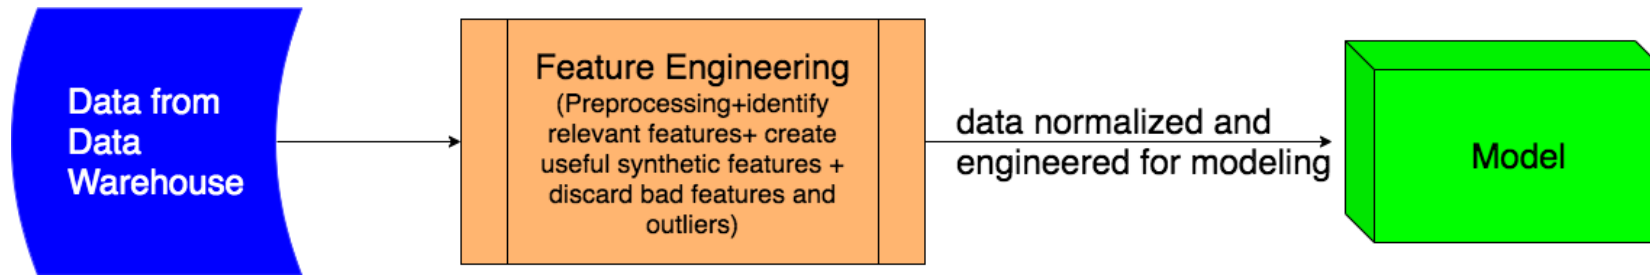 Data from
Data
Warehouse
Feature Engineering
(Preprocessing+identify
relevant features+ create
useful synthetic features +
discard bad features and
outliers)
data normalized and
engineered for modeling
Model